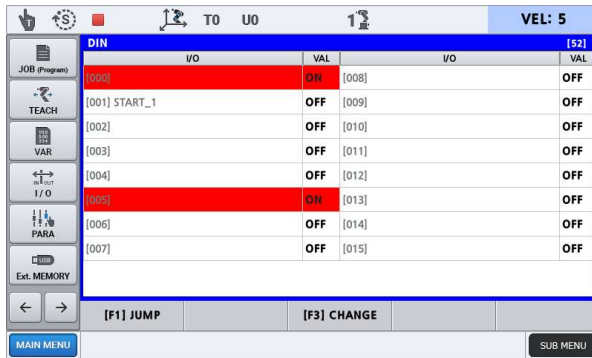 T0 U0 1 VEL: 5
DIN [52]
I/O VAL I/O VAL
[000] ON [008] OFF
[001] START_1 OFF [009] OFF
[002] OFF [010] OFF
[003] OFF [011] OFF
[004] OFF [012] OFF
[005] ON [013] OFF
[006] OFF [014] OFF
[007] OFF [015] OFF
JOB (Program)
TEACH
VAR
IN OUT
I/O
PARA
USB
Ext. MEMORY
[F1] JUMP [F3] CHANGE
MAIN MENU SUB MENU